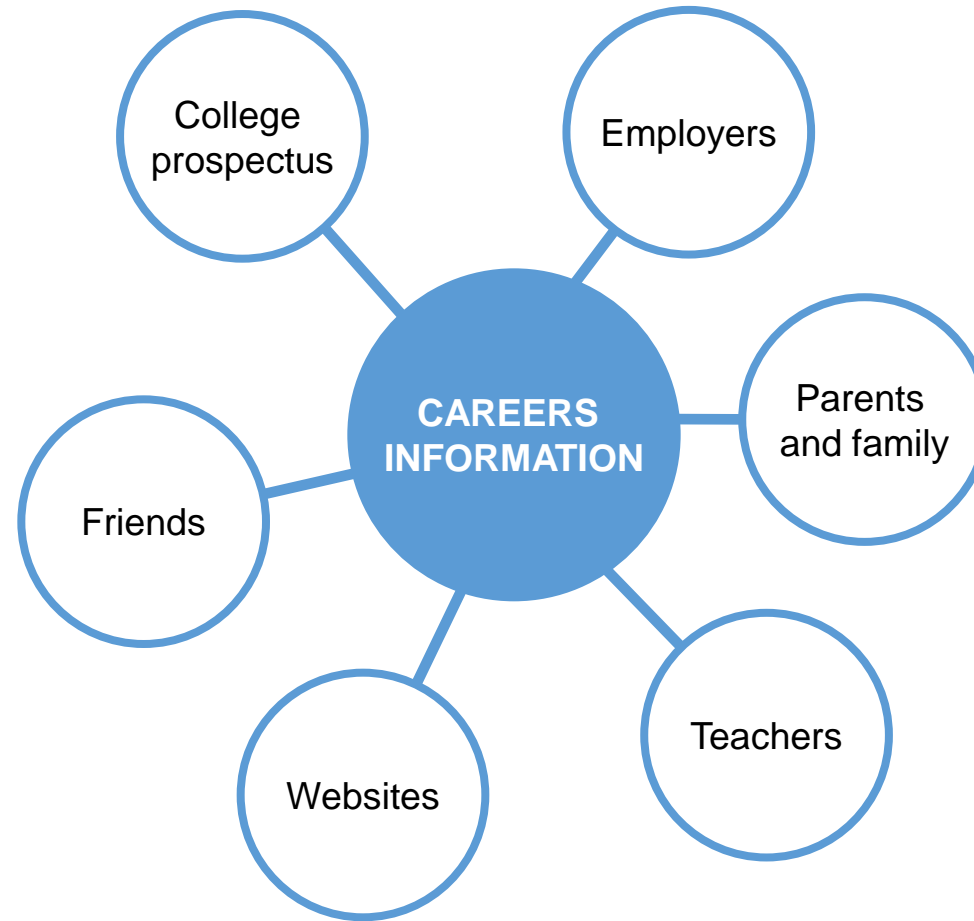 College
prospectus
Employers
CAREERS
INFORMATION
Parents
and family
Friends
Teachers
Websites